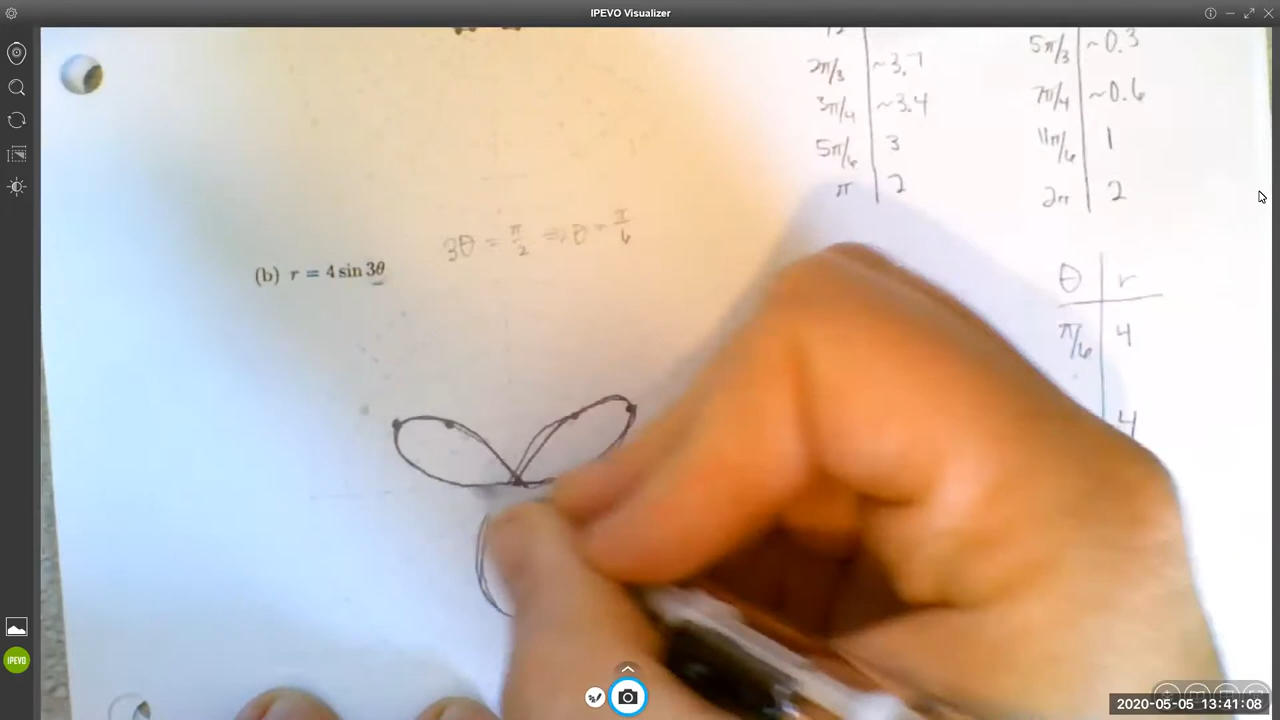 IPEVO Visualizer
2π/3 ~3.7
3π/4 ~3.4
5π/6 3
π 2
5π/3 ~0.3
7π/4 ~0.6
11π/6 1
2π 2
3θ = π/2 ⇒ θ = π/6
(b) r = 4 sin 3θ
θ r
π/6 4
4
IPEVO
2020-05-05 13:41:08